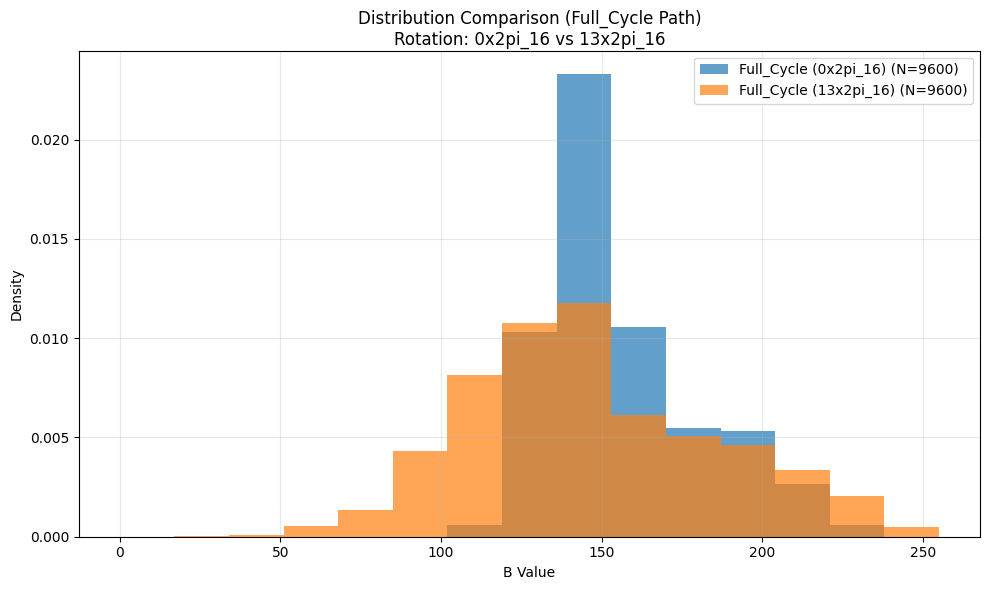 Distribution Comparison (Full_Cycle Path)
Rotation: 0x2pi_16 vs 13x2pi_16
Full_Cycle (0x2pi_16) (N=9600)
Full_Cycle (13x2pi_16) (N=9600)
0.020
0.015
0.010
0.005
0.000
Density
0 50 100 150 200 250
B Value